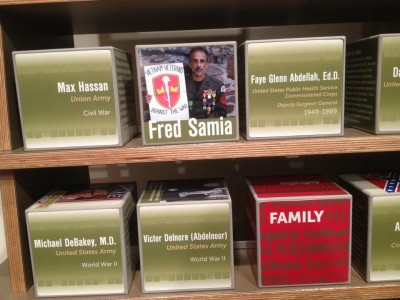 Max Hassan
Union Army
Civil War
VIETNAM VETERANS
AGAINST THE WAR
Fred Samia
Faye Glenn Abdellah, Ed.D.
United States Public Health Service
Commissioned Corps
Deputy Surgeon General
1949-1989
Da
Michael DeBakey, M.D.
United States Army
World War II
Victor Delnore (Abdelnour)
United States Army
World War II
FAMILY